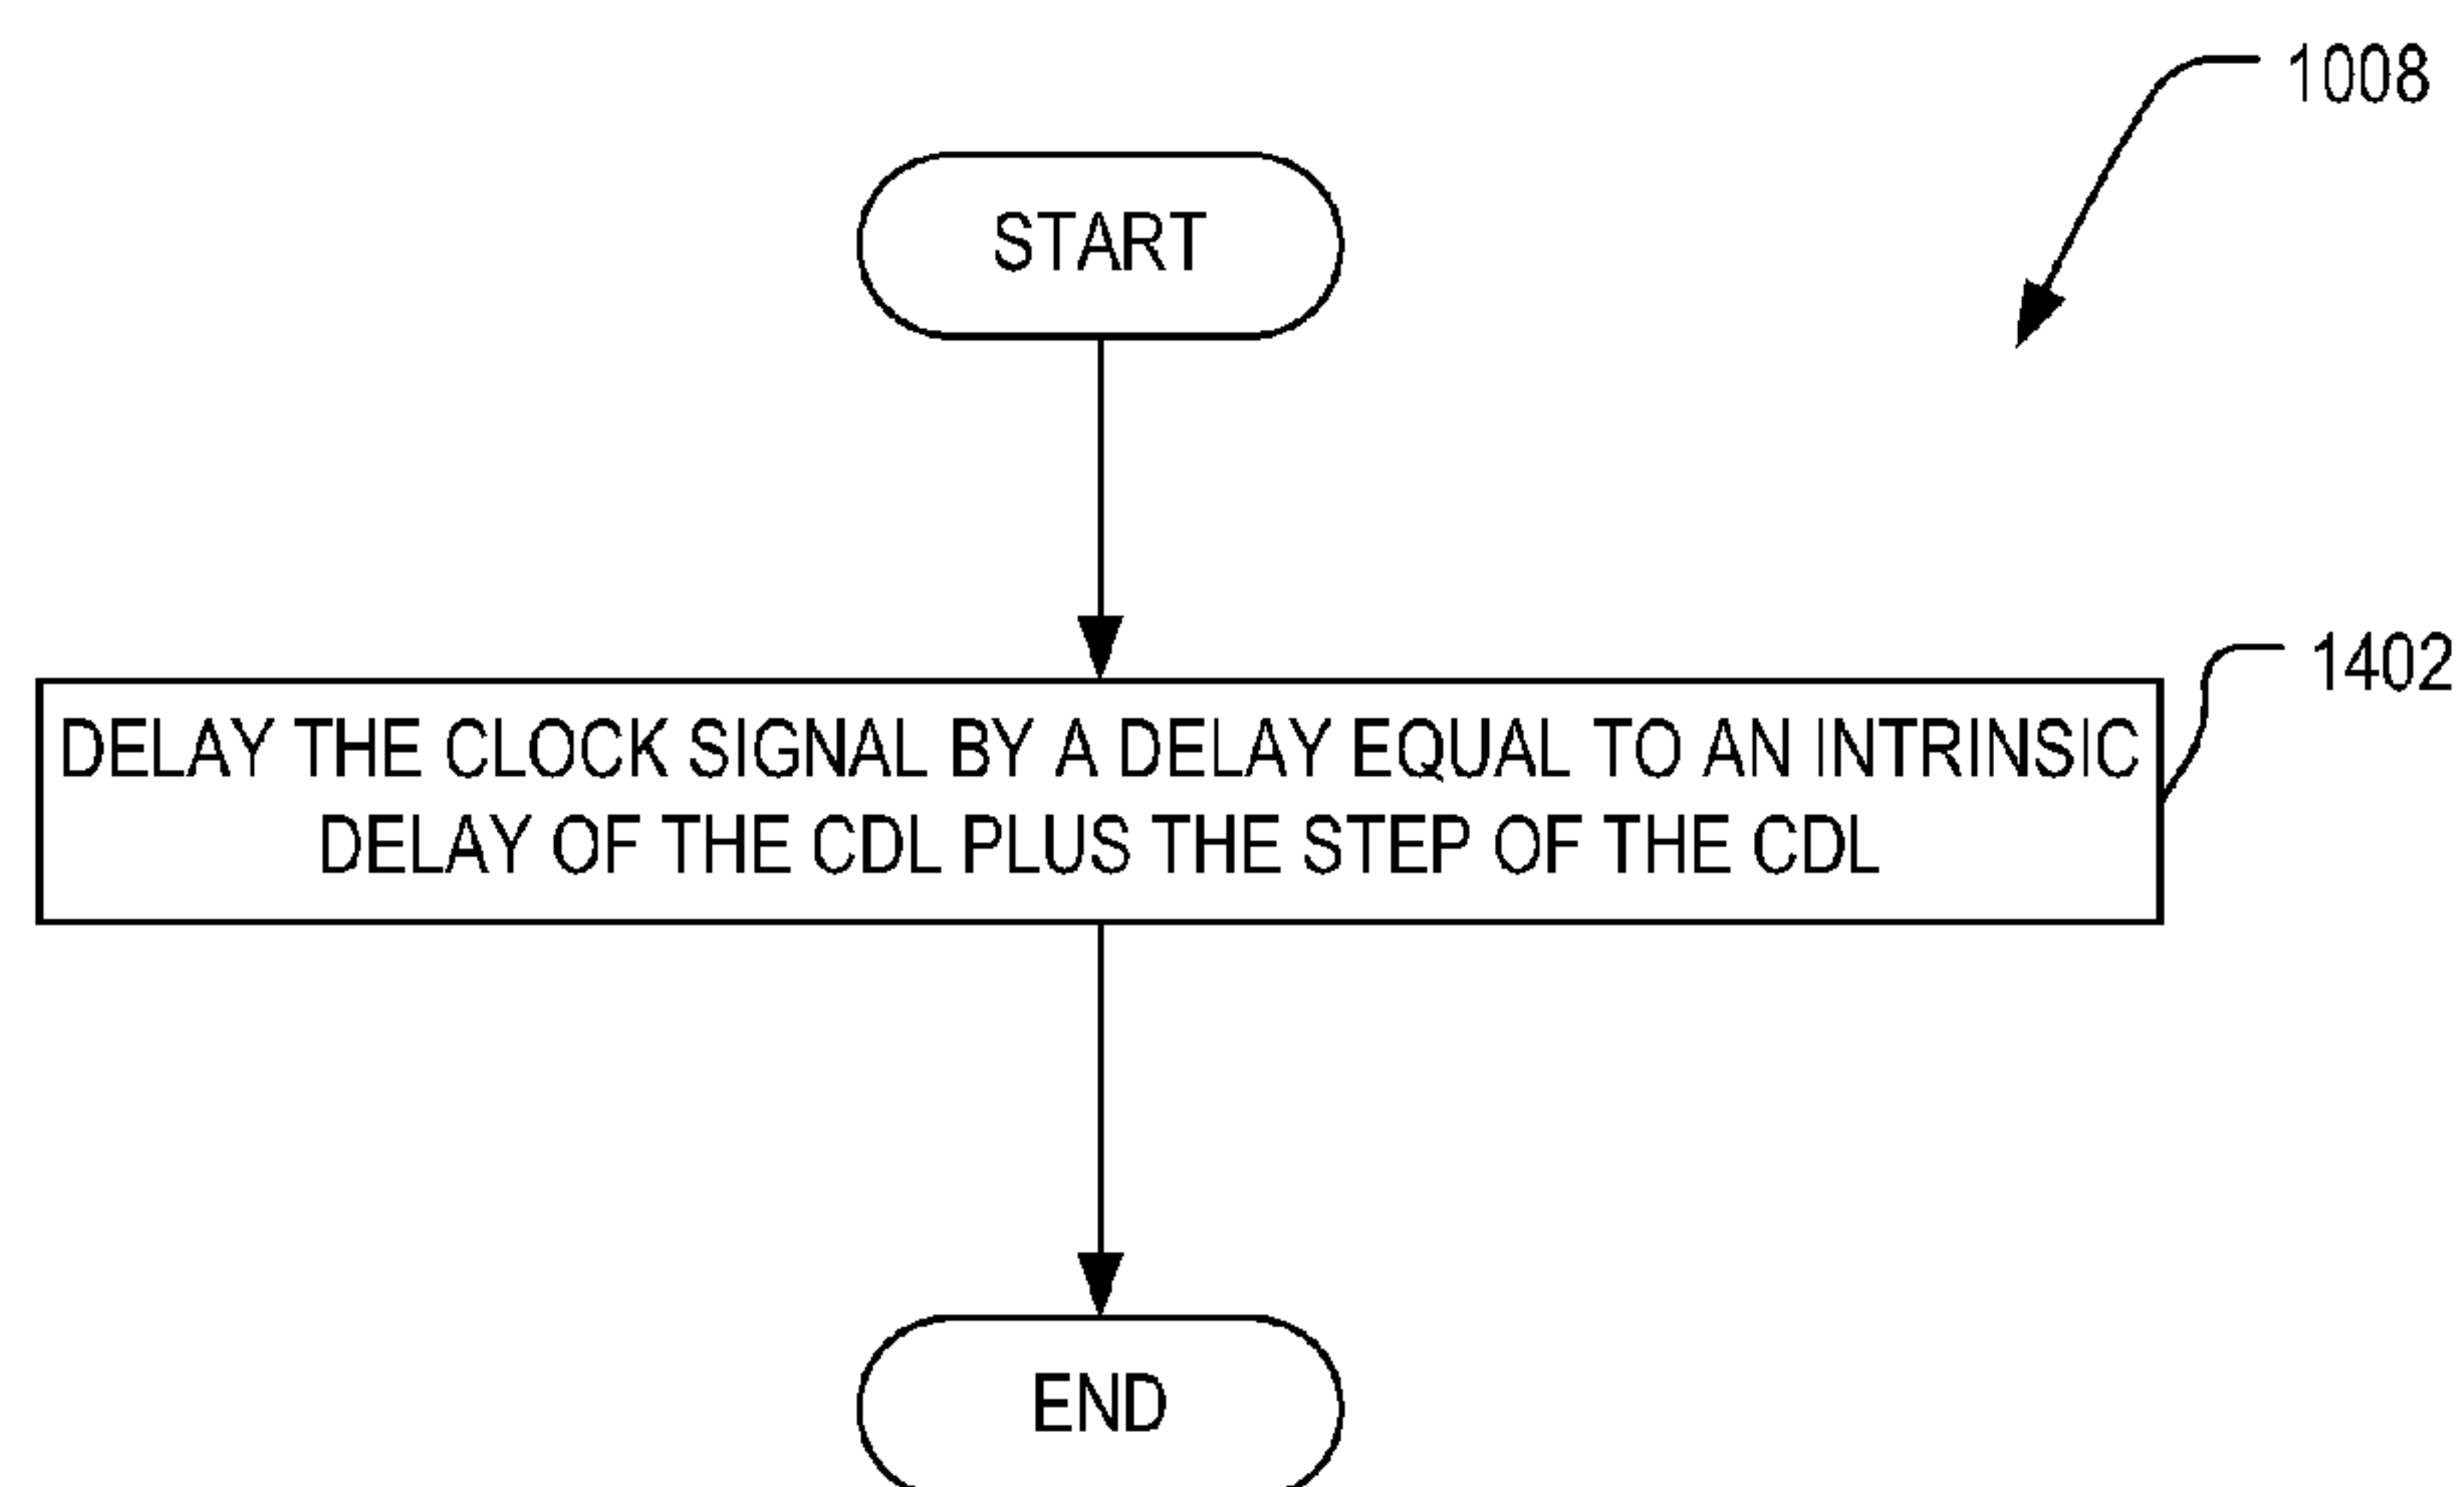 1008
START
1402
DELAY THE CLOCK SIGNAL BY A DELAY EQUAL TO AN INTRINSIC
DELAY OF THE CDL PLUS THE STEP OF THE CDL
END